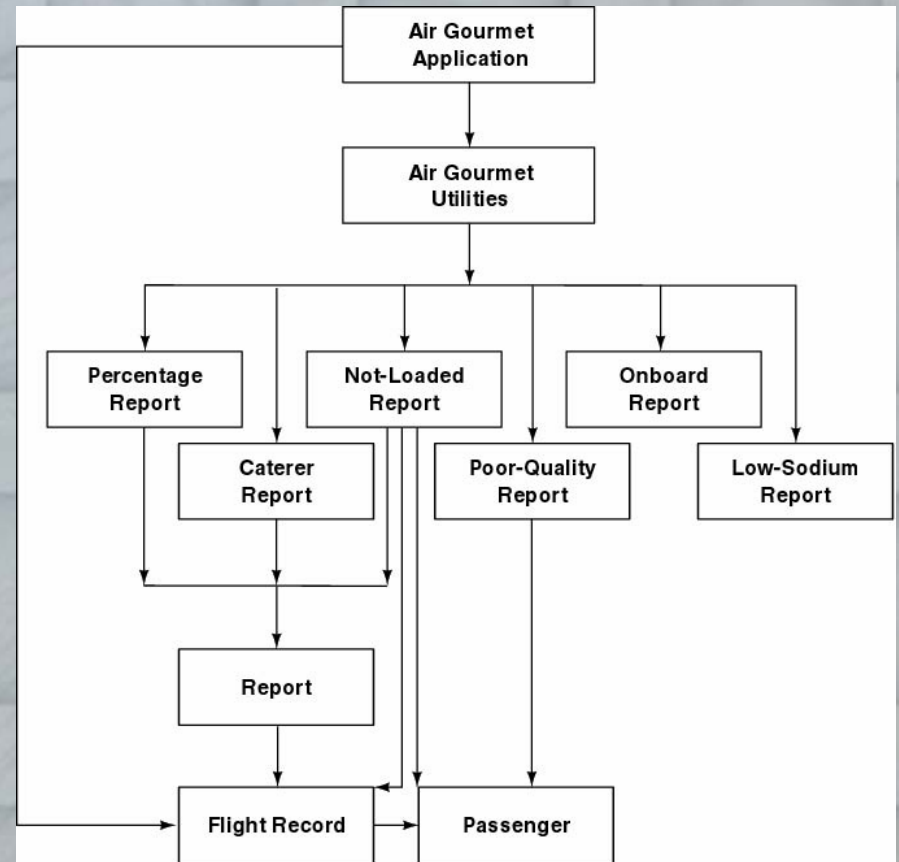 Air Gourmet
Application
Air Gourmet
Utilities
Percentage
Report
Not-Loaded
Report
Onboard
Report
Caterer
Report
Poor-Quality
Report
Low-Sodium
Report
Report
Flight Record
Passenger